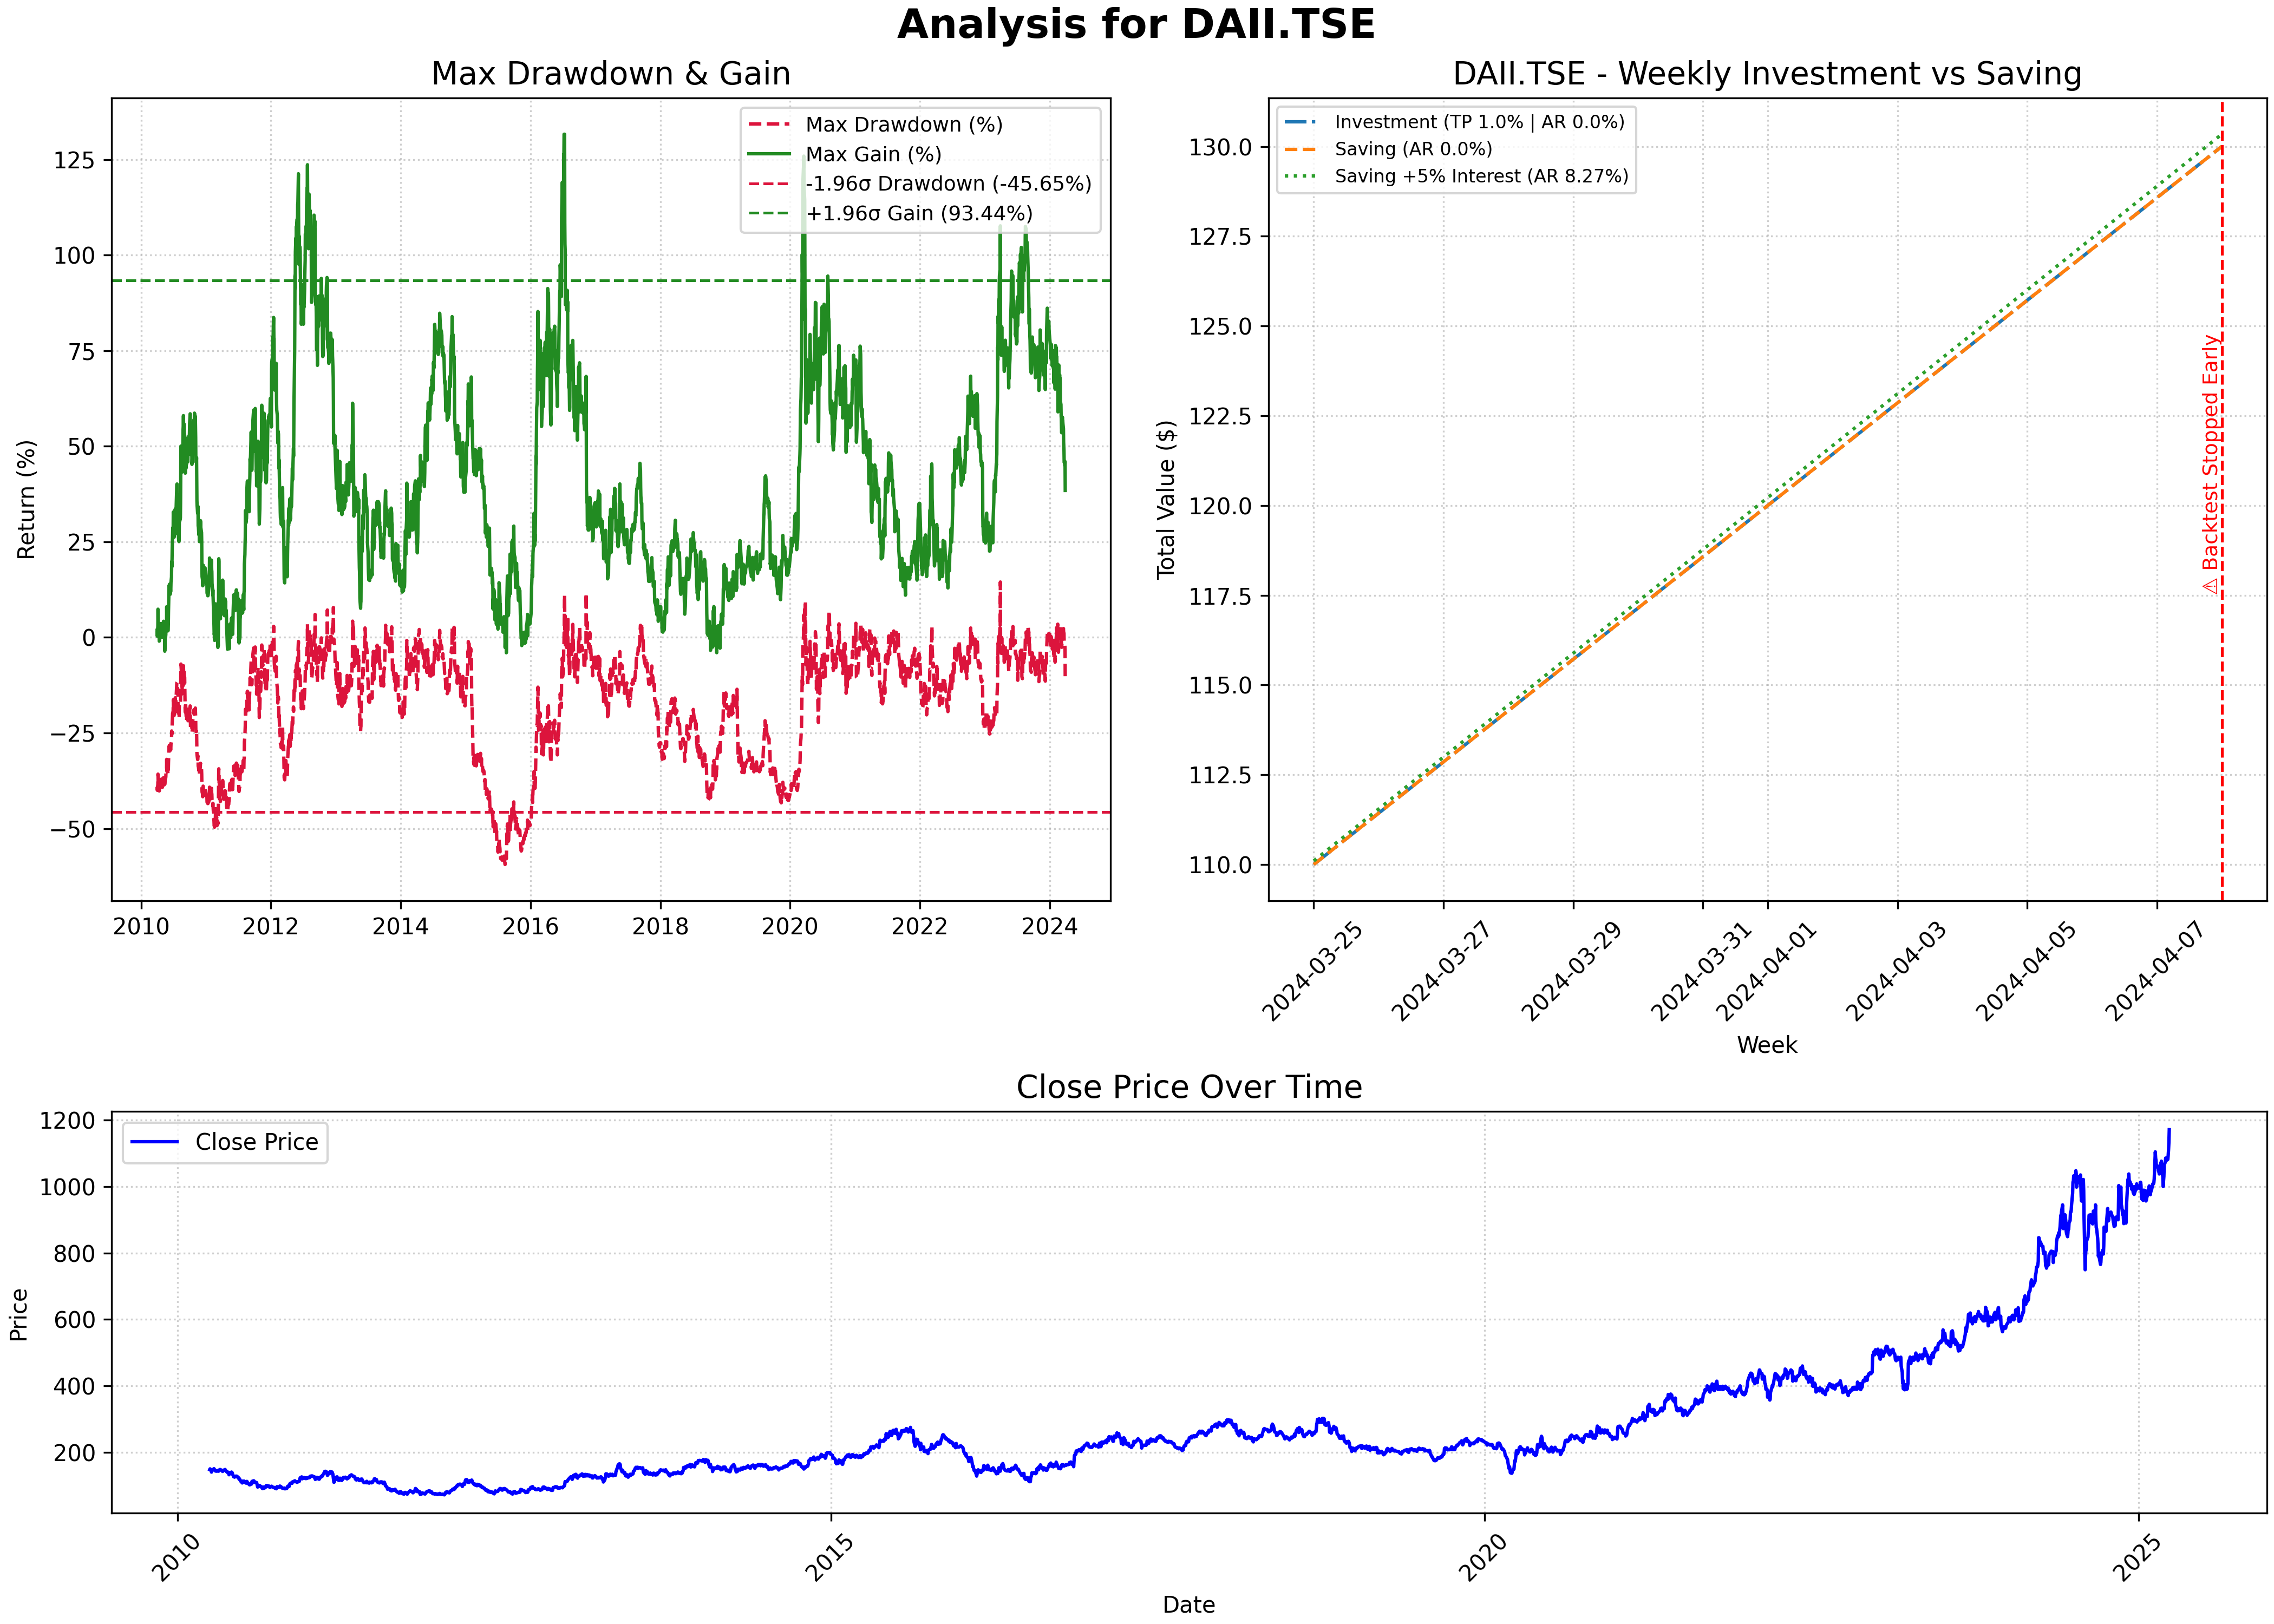 Analysis for DAII.TSE
Max Drawdown & Gain
Max Drawdown (%)
Max Gain (%)
-1.96σ Drawdown (-45.65%)
+1.96σ Gain (93.44%)
Return (%)
125
100
75
50
25
0
−25
−50
2010
2012
2014
2016
2018
2020
2022
2024
DAII.TSE - Weekly Investment vs Saving
Investment (TP 1.0% | AR 0.0%)
Saving (AR 0.0%)
Saving +5% Interest (AR 8.27%)
Total Value ($)
130.0
127.5
125.0
122.5
120.0
117.5
115.0
112.5
110.0
⚠ Backtest Stopped Early
2024-03-25
2024-03-27
2024-03-29
2024-03-31
2024-04-01
2024-04-03
2024-04-05
2024-04-07
Week
Close Price Over Time
Close Price
Price
1200
1000
800
600
400
200
2010
2015
2020
2025
Date